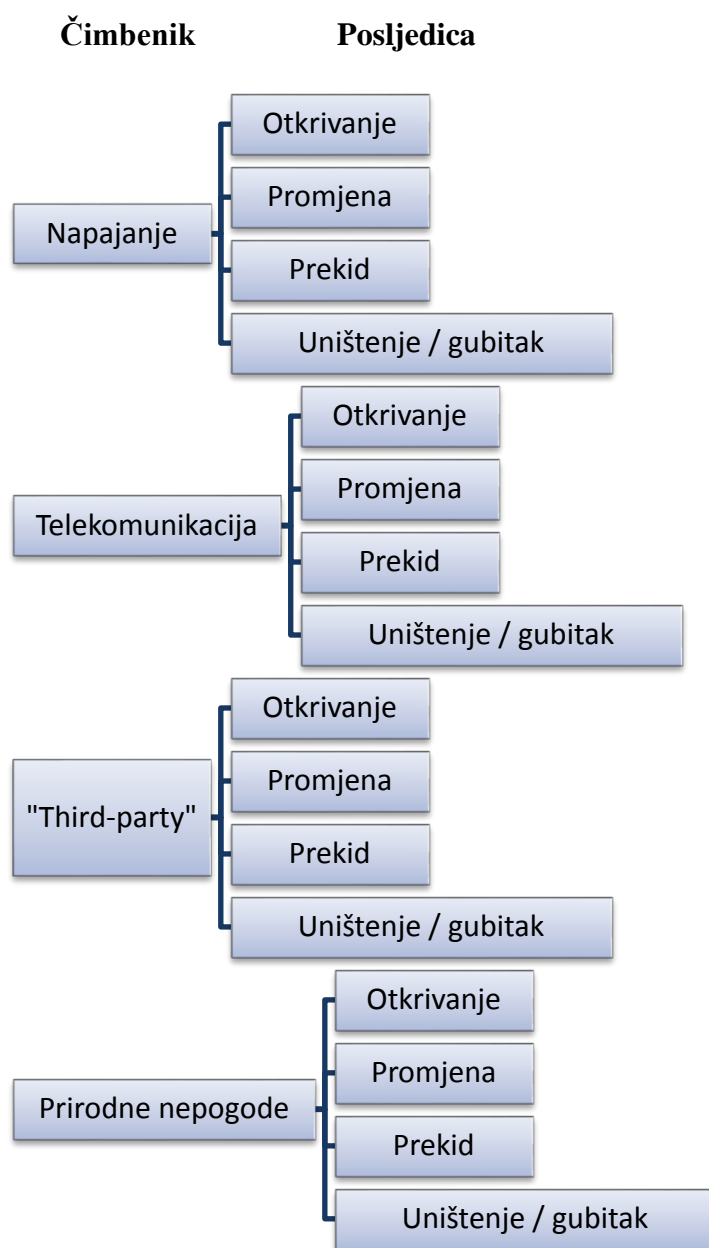 Čimbenik Posljedica
Napajanje
Otkrivanje
Promjena
Prekid
Uništenje / gubitak
Telekomunikacija
Otkrivanje
Promjena
Prekid
Uništenje / gubitak
"Third-party"
Otkrivanje
Promjena
Prekid
Uništenje / gubitak
Prirodne nepogode
Otkrivanje
Promjena
Prekid
Uništenje / gubitak